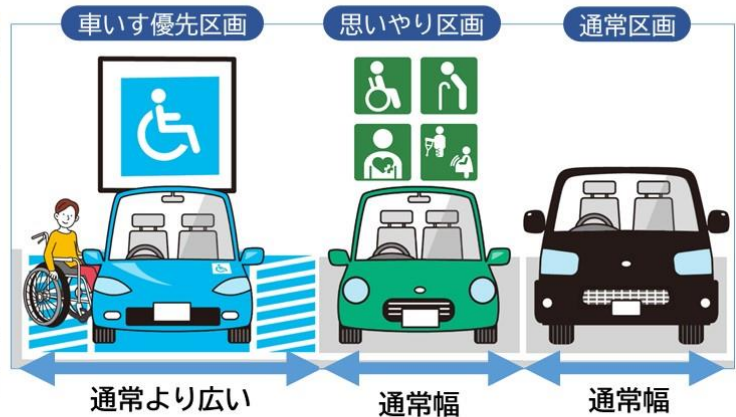 車いす優先区画
思いやり区画
通常区画
通常より広い
通常幅
通常幅